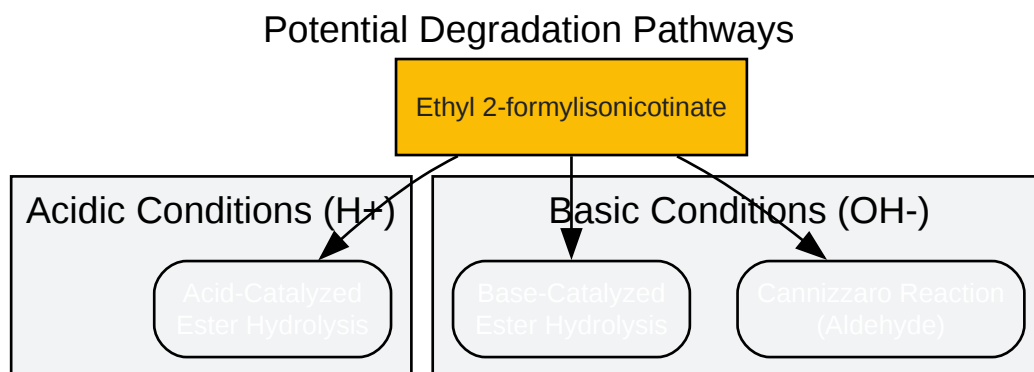 Potential Degradation Pathways
Ethyl 2-formylisonicotinate
Acidic Conditions (H+)
Basic Conditions (OH-)
Acid-Catalyzed
Ester Hydrolysis
Base-Catalyzed
Ester Hydrolysis
Cannizzaro Reaction
(Aldehyde)